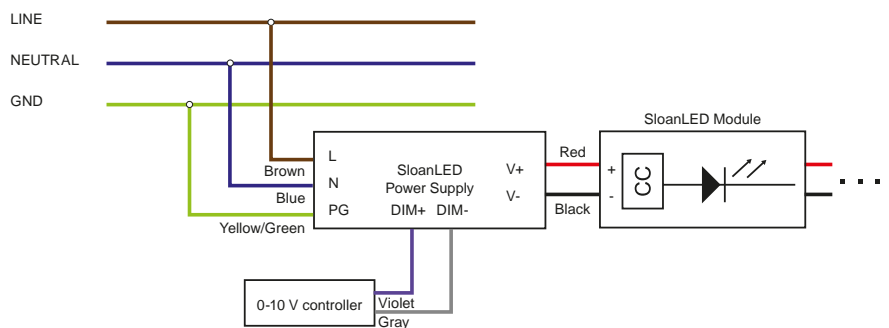 LINE
NEUTRAL
GND
SloanLED Module
L
Brown
N
Blue
PG
Yellow/Green
SloanLED
Power Supply
DIM+ DIM-
V+
V-
Red
Black
+
-
CC
0-10 V controller
Violet
Gray